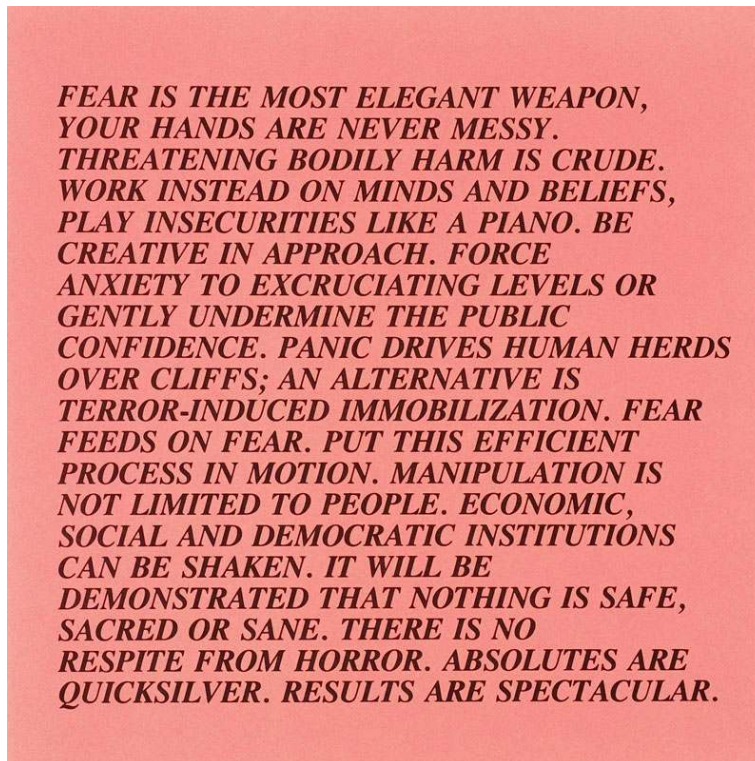 FEAR IS THE MOST ELEGANT WEAPON,
YOUR HANDS ARE NEVER MESSY.
THREATENING BODILY HARM IS CRUDE.
WORK INSTEAD ON MINDS AND BELIEFS,
PLAY INSECURITIES LIKE A PIANO. BE
CREATIVE IN APPROACH. FORCE
ANXIETY TO EXCRUCIATING LEVELS OR
GENTLY UNDERMINE THE PUBLIC
CONFIDENCE. PANIC DRIVES HUMAN HERDS
OVER CLIFFS; AN ALTERNATIVE IS
TERROR-INDUCED IMMOBILIZATION. FEAR
FEEDS ON FEAR. PUT THIS EFFICIENT
PROCESS IN MOTION. MANIPULATION IS
NOT LIMITED TO PEOPLE. ECONOMIC,
SOCIAL AND DEMOCRATIC INSTITUTIONS
CAN BE SHAKEN. IT WILL BE
DEMONSTRATED THAT NOTHING IS SAFE,
SACRED OR SANE. THERE IS NO
RESPITE FROM HORROR. ABSOLUTES ARE
QUICKSILVER. RESULTS ARE SPECTACULAR.